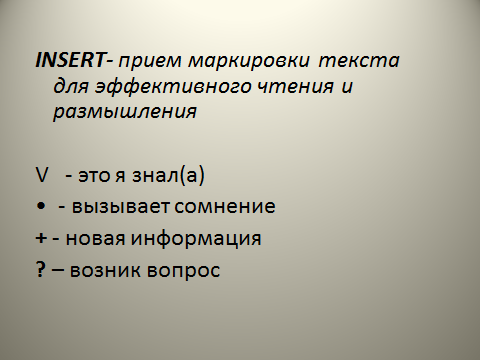 INSERT- прием маркировки текста
для эффективного чтения и
размышления
V - это я знал(а)
• - вызывает сомнение
+ - новая информация
? – возник вопрос